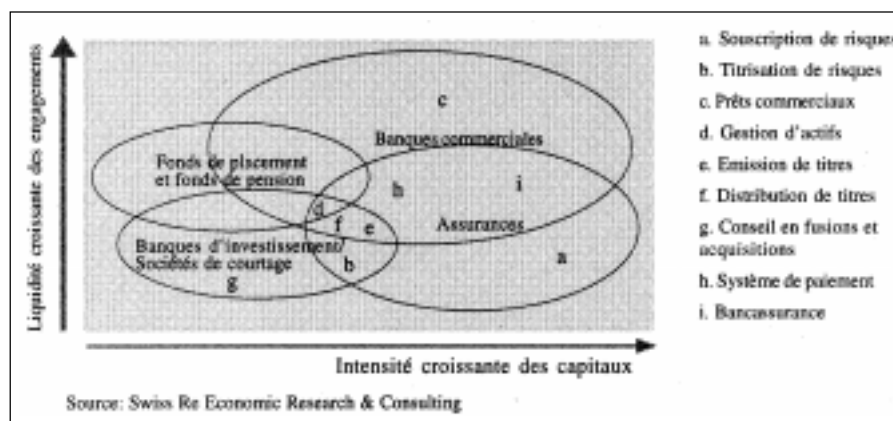 Liquidité croissante des engagements
c
Banques commerciales
Fonds de placement
et fonds de pension
h
i
d
f
e
Assurances
Banques d'investissement/
Sociétés de courtage
b
a
g
Intensité croissante des capitaux
a. Souscription de risques
b. Titrisation de risques
c. Prêts commerciaux
d. Gestion d'actifs
e. Emission de titres
f. Distribution de titres
g. Conseil en fusions et
acquisitions
h. Système de paiement
i. Bancassurance
Source: Swiss Re Economic Research & Consulting